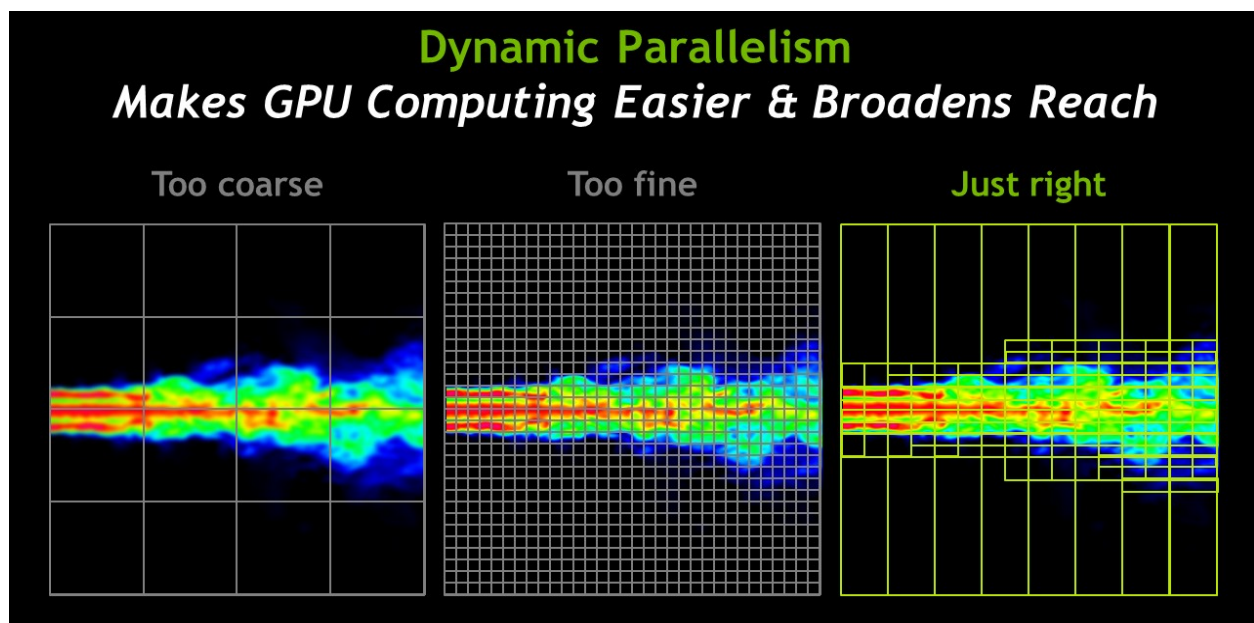 Dynamic Parallelism
Makes GPU Computing Easier & Broadens Reach
Too coarse
Too fine
Just right